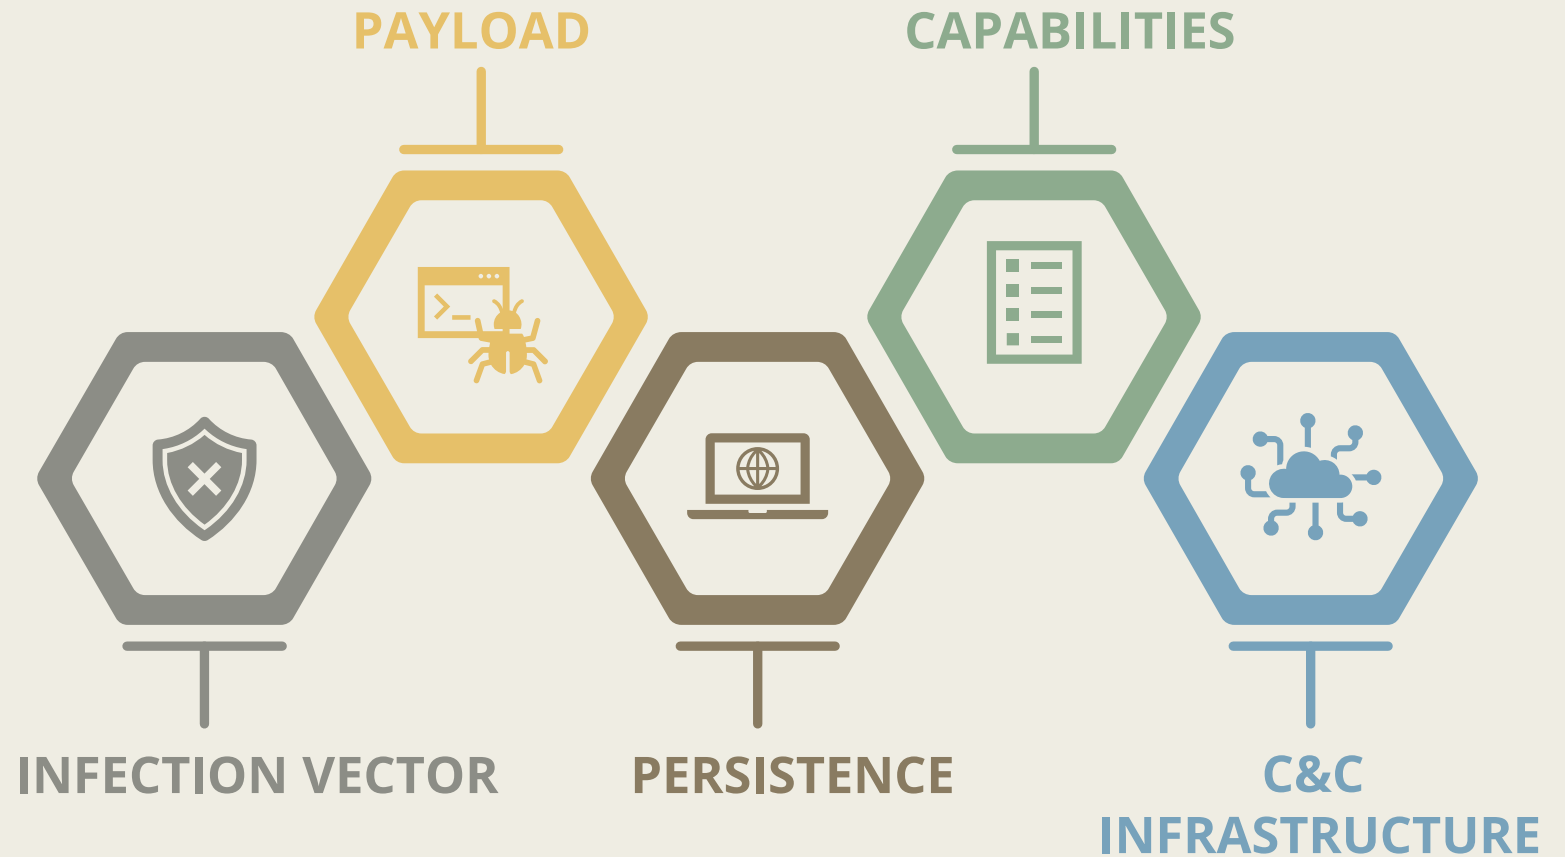 PAYLOAD
CAPABILITIES
INFECTION VECTOR
PERSISTENCE
C&C
INFRASTRUCTURE